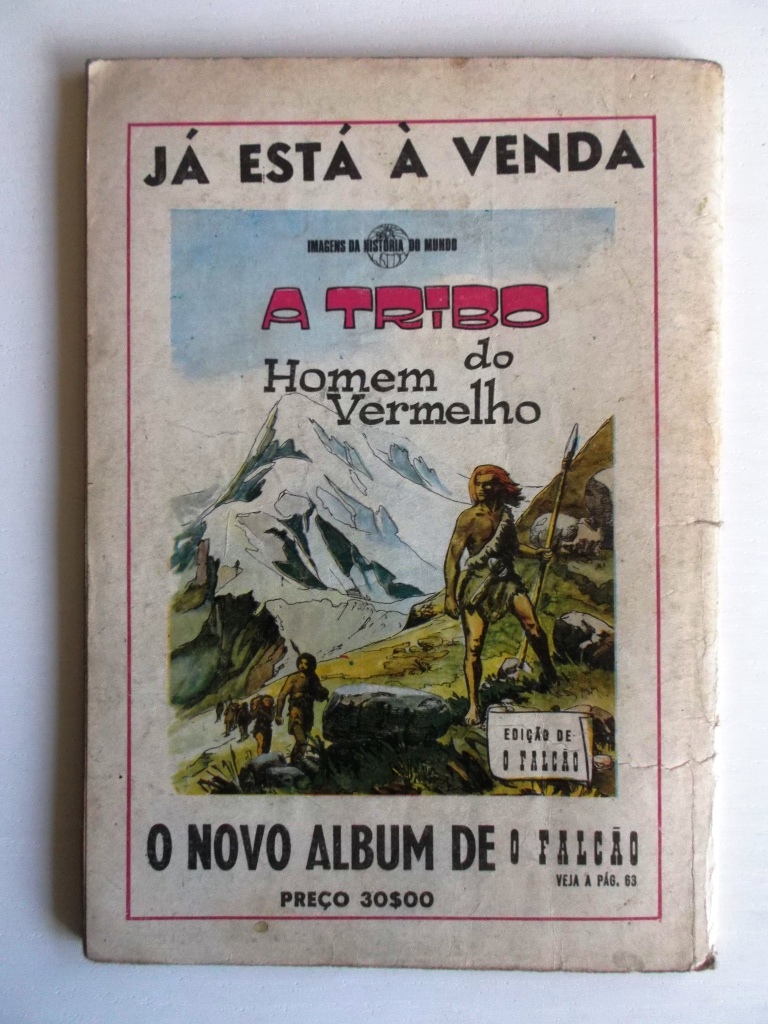 JÁ ESTÁ À VENDA
IMAGENS DA HISTÓRIA DO MUNDO
A TRIBO
do
Homem
Vermelho
EDIÇÃO DE
O FALCÃO
O NOVO ALBUM DE O FALCÃO
VEJA A PÁG. 63
PREÇO 30$00